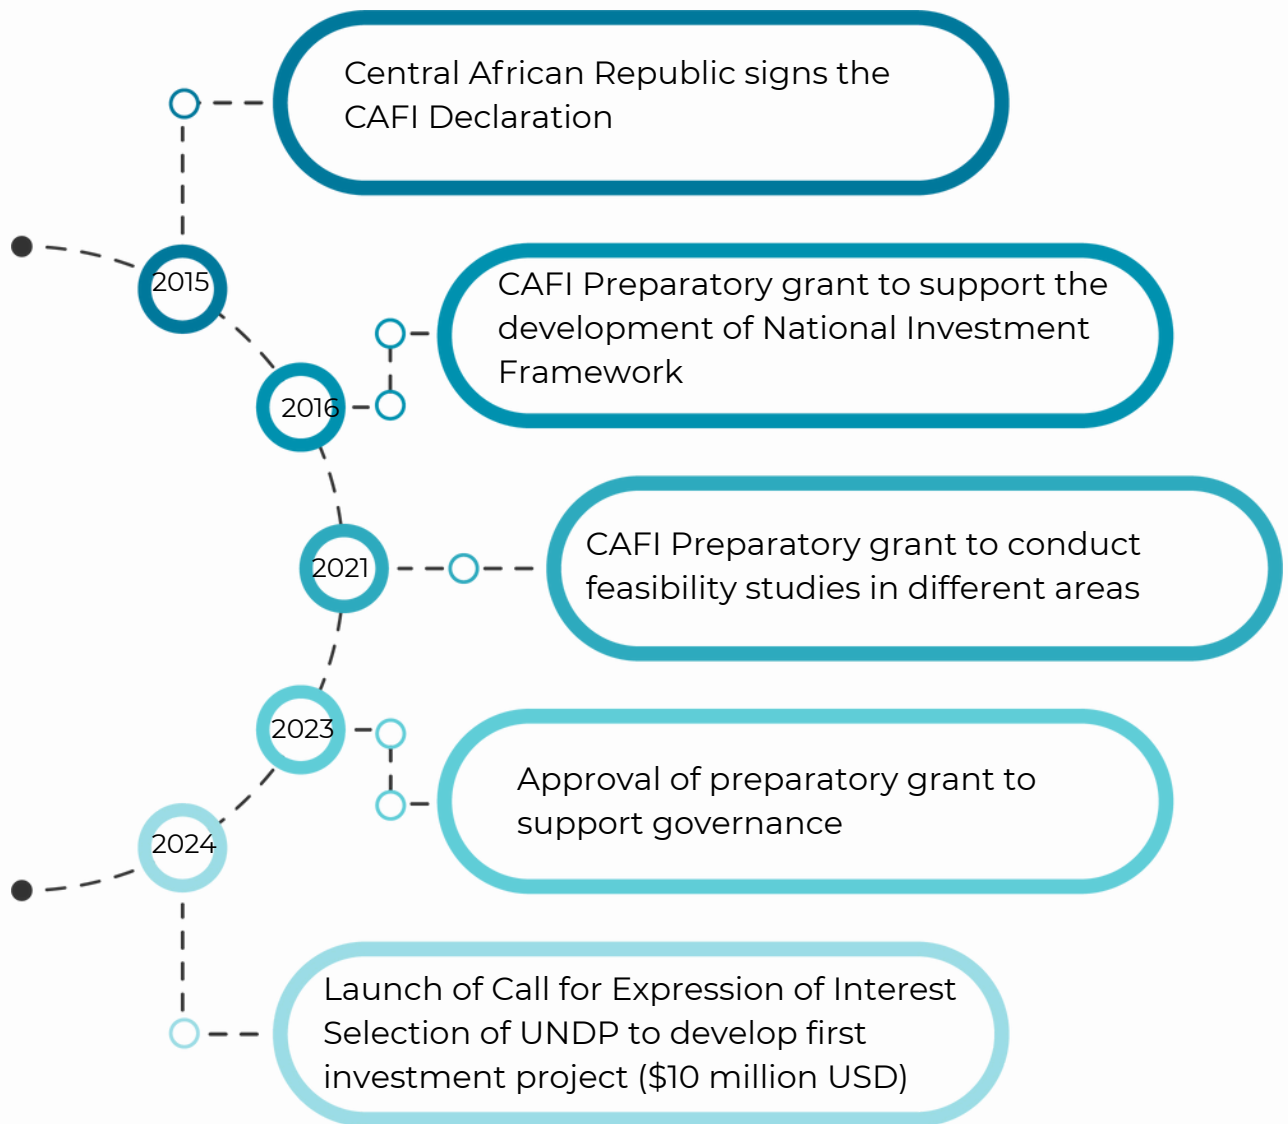 Central African Republic signs the
CAFI Declaration
2015
CAFI Preparatory grant to support the
development of National Investment
Framework
2016
CAFI Preparatory grant to conduct
feasibility studies in different areas
2021
2023
Approval of preparatory grant to
support governance
2024
Launch of Call for Expression of Interest
Selection of UNDP to develop first
investment project ($10 million USD)